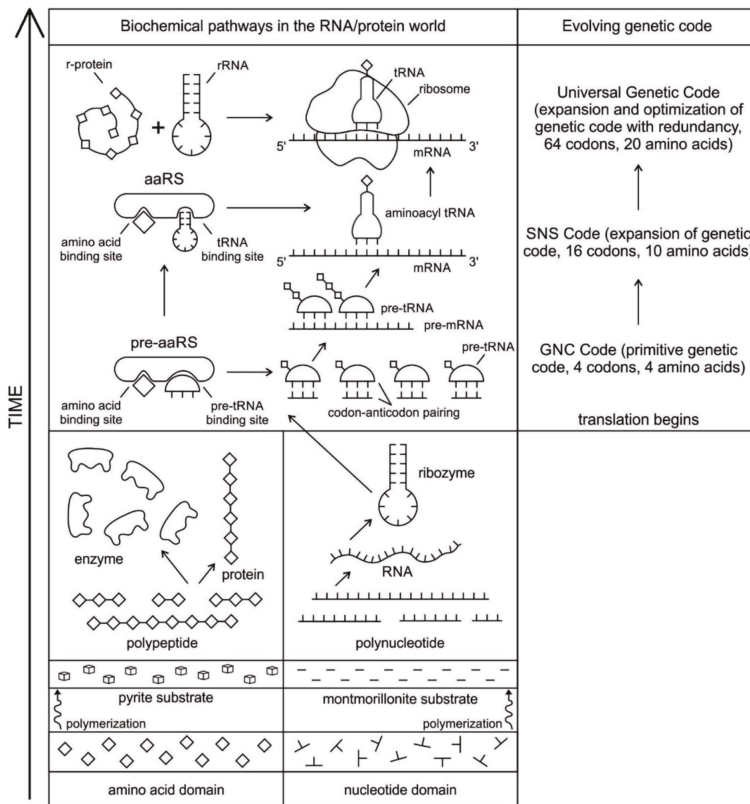 Biochemical pathways in the RNA/protein world
Evolving genetic code
r-protein
rRNA
tRNA
ribosome
+
5'
3'
mRNA
Universal Genetic Code
(expansion and optimization of
genetic code with redundancy,
64 codons, 20 amino acids)
aaRS
amino acid
binding site
tRNA
binding site
aminoacyl tRNA
5'
3'
mRNA
SNS Code (expansion of genetic
code, 16 codons, 10 amino acids)
pre-tRNA
pre-mRNA
pre-aaRS
amino acid
binding site
pre-tRNA
binding site
pre-tRNA
codon-anticodon pairing
GNC Code (primitive genetic
code, 4 codons, 4 amino acids)
translation begins
TIME
enzyme
protein
polypeptide
ribozyme
RNA
polynucleotide
pyrite substrate
montmorillonite substrate
polymerization
polymerization
amino acid domain
nucleotide domain